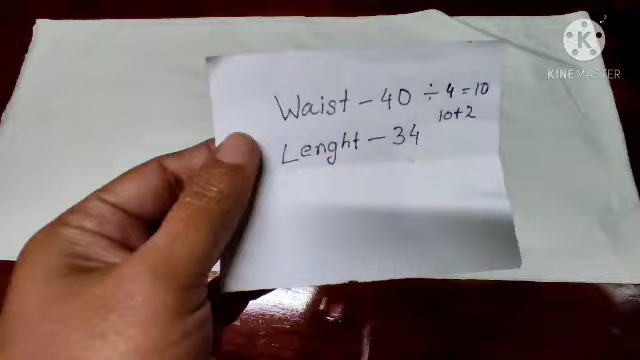 Waist - 40 ÷ 4 = 10
10+2
Lenght - 34
K
KINEMASTER